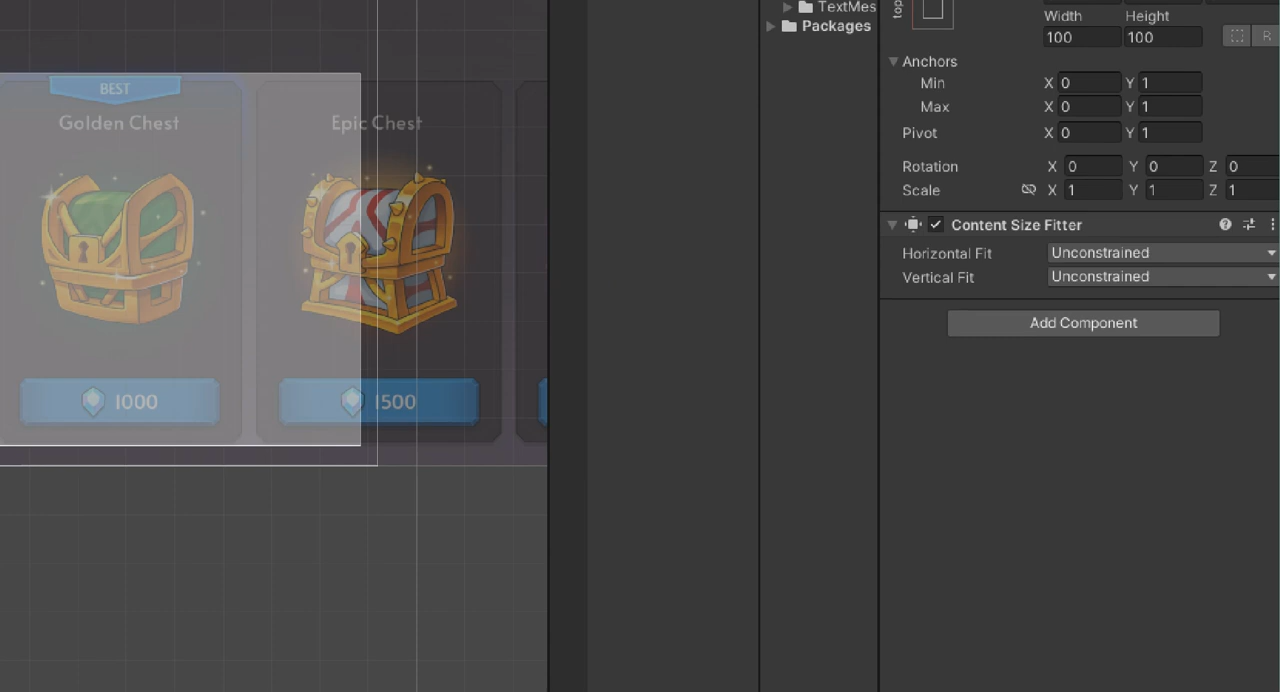 BEST
Golden Chest
Epic Chest
1000
1500
TextMes
Packages
top
Width Height
100 100
R
Anchors
Min X 0 Y 1
Max X 0 Y 1
Pivot X 0 Y 1
Rotation X 0 Y 0 Z 0
Scale X 1 Y 1 Z 1
Content Size Fitter
Horizontal Fit Unconstrained
Vertical Fit Unconstrained
Add Component